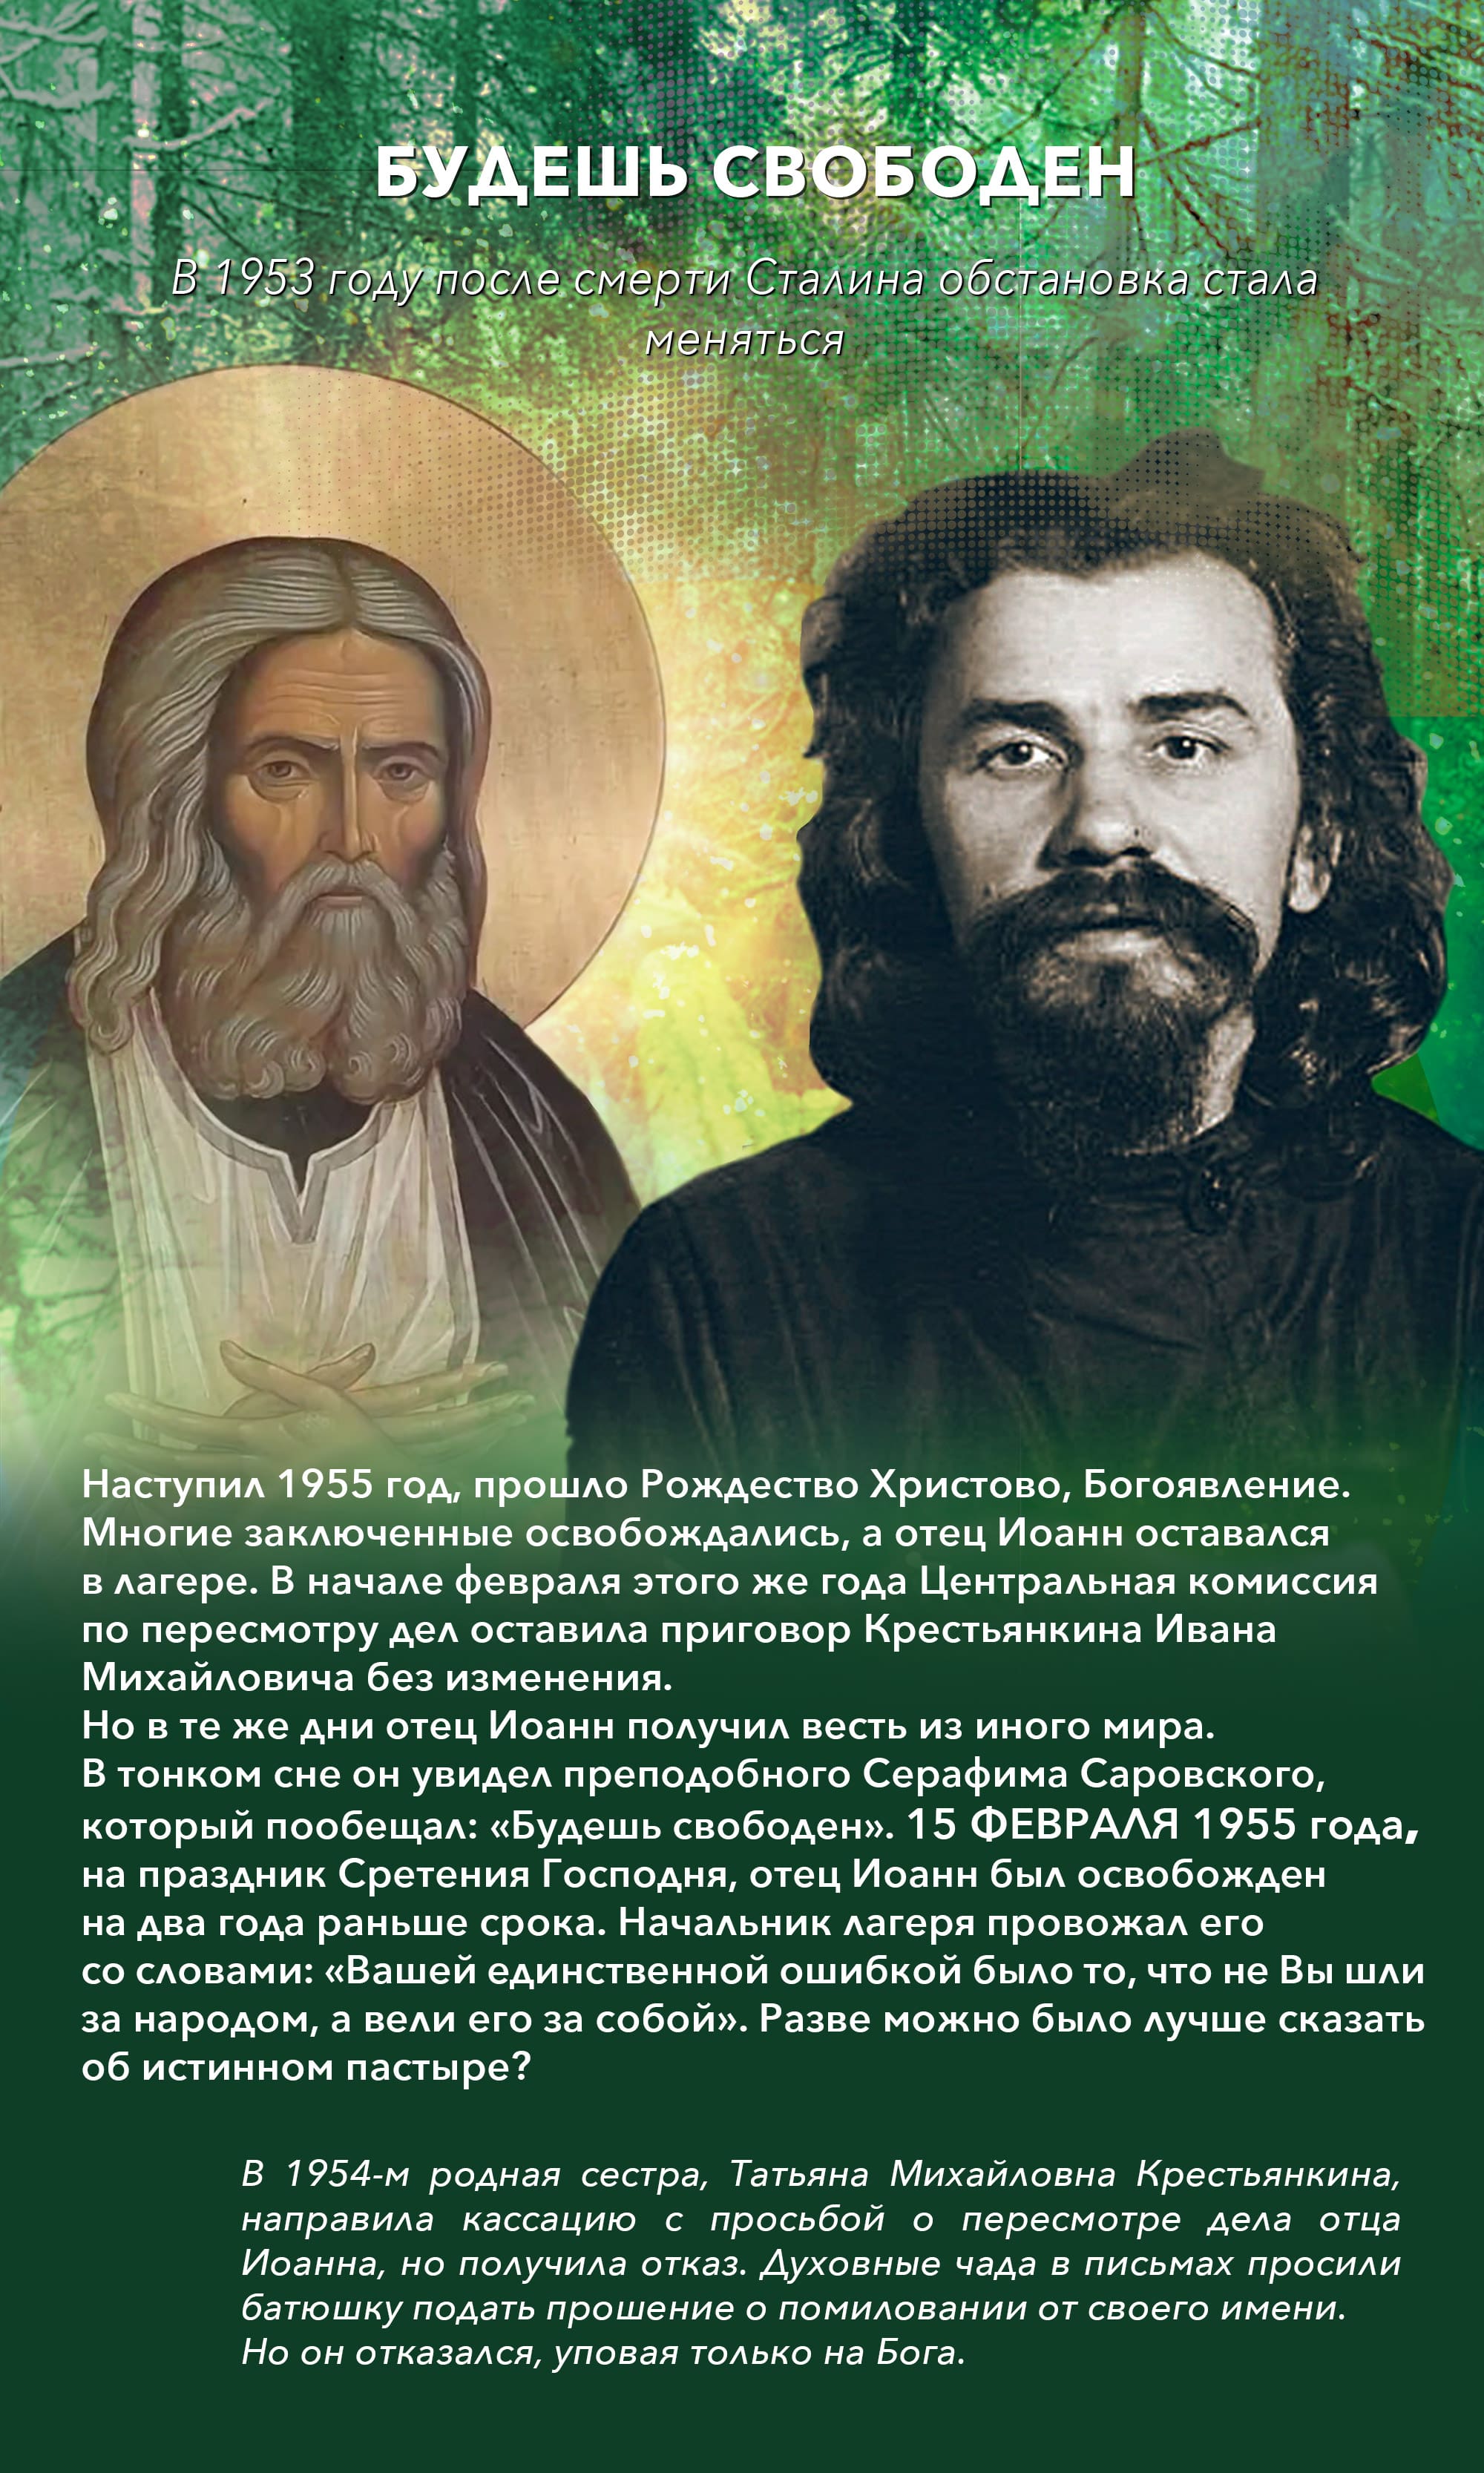 БУДЕШЬ СВОБОДЕН
В 1953 году после смерти Сталина обстановка стала
меняться
Наступил 1955 год, прошло Рождество Христово, Богоявление.
Многие заключенные освобождались, а отец Иоанн оставался
в лагере. В начале февраля этого же года Центральная комиссия
по пересмотру дел оставила приговор Крестьянкина Ивана
Михайловича без изменения.
Но в те же дни отец Иоанн получил весть из иного мира.
В тонком сне он увидел преподобного Серафима Саровского,
который пообещал: «Будешь свободен». 15 ФЕВРАЛЯ 1955 года,
на праздник Сретения Господня, отец Иоанн был освобожден
на два года раньше срока. Начальник лагеря провожал его
со словами: «Вашей единственной ошибкой было то, что не Вы шли
за народом, а вели его за собой». Разве можно было лучше сказать
об истинном пастыре?
В 1954-м родная сестра, Татьяна Михайловна Крестьянкина,
направила кассацию с просьбой о пересмотре дела отца
Иоанна, но получила отказ. Духовные чада в письмах просили
батюшку подать прошение о помиловании от своего имени.
Но он отказался, уповая только на Бога.